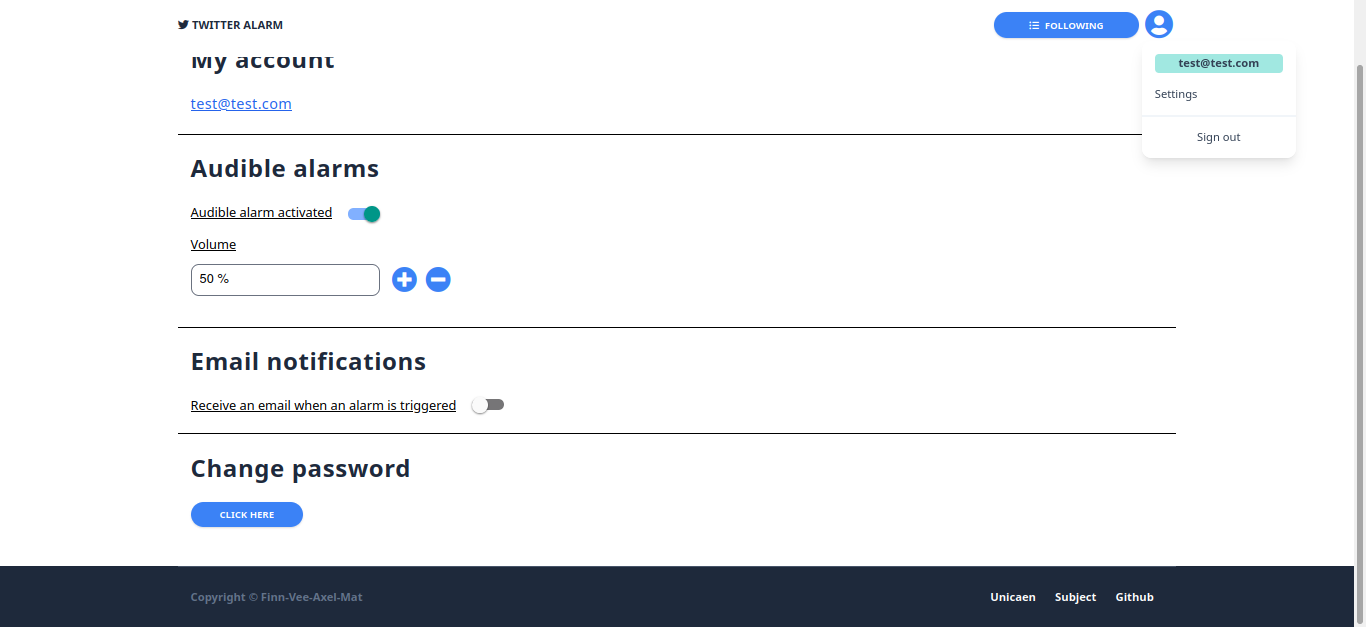 TWITTER ALARM
FOLLOWING
My account
test@test.com
test@test.com
Settings
Sign out
Audible alarms
Audible alarm activated
Volume
50 %
Email notifications
Receive an email when an alarm is triggered
Change password
CLICK HERE
Copyright © Finn-Vee-Axel-Mat
Unicaen Subject Github